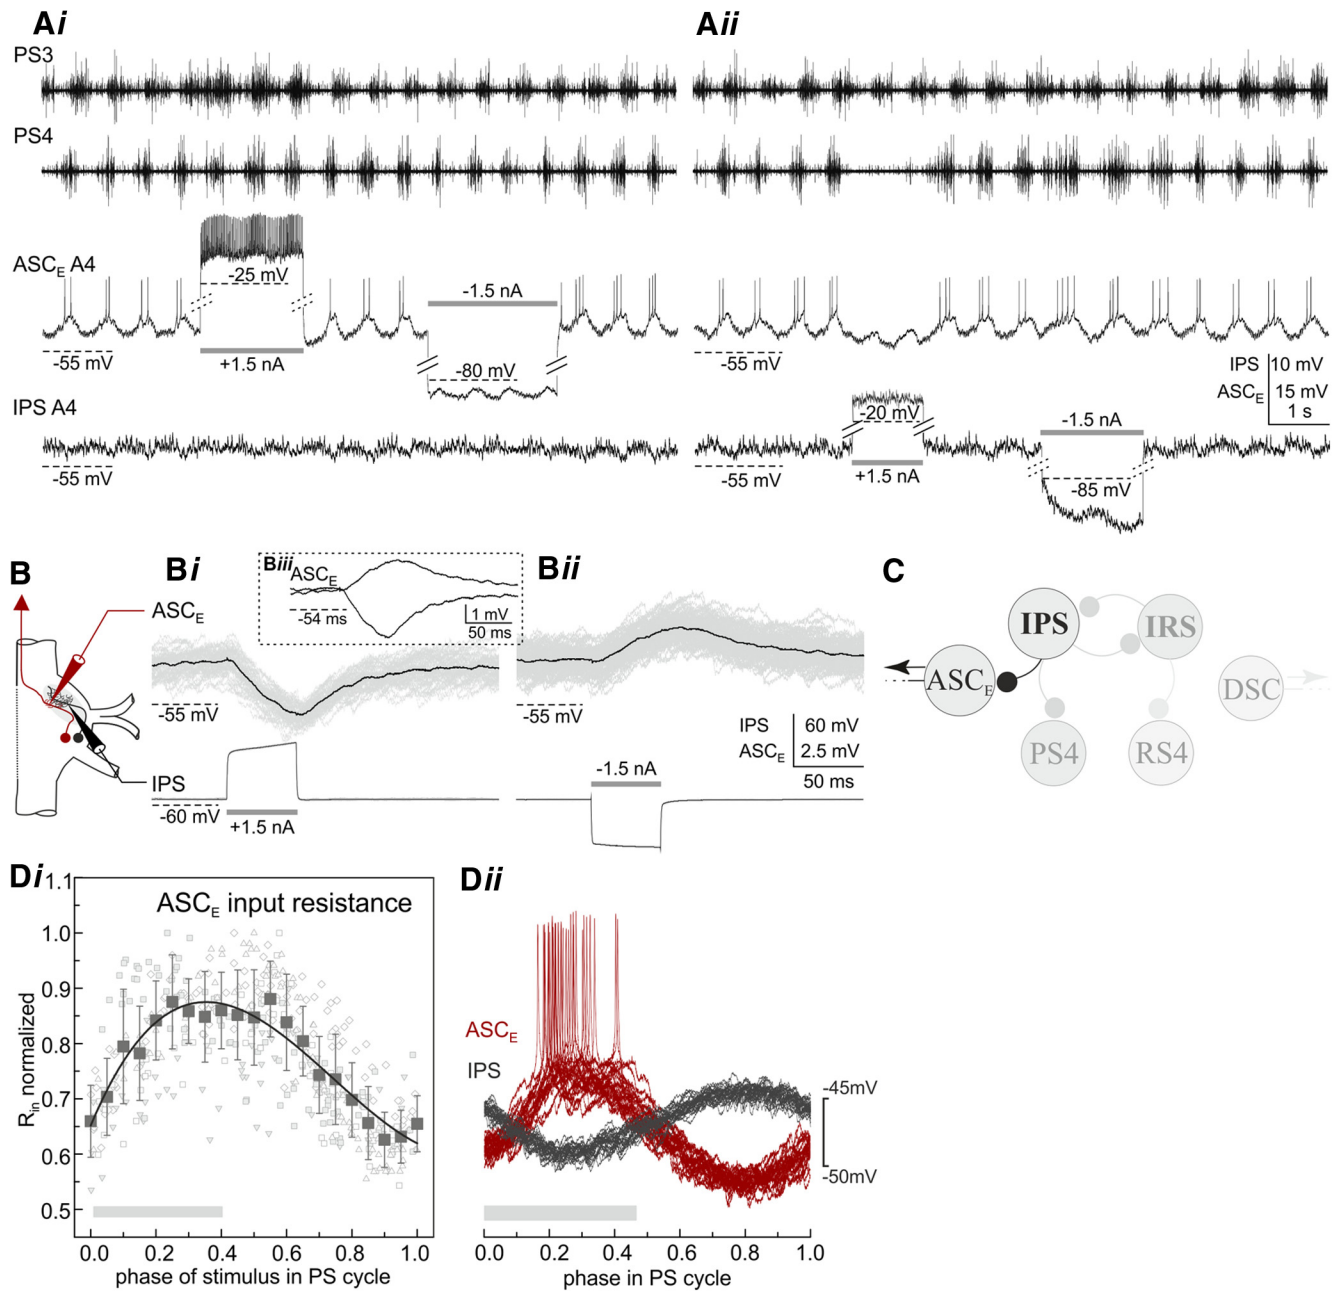 Ai
Aii
PS3
PS4
ASCE A4
-25 mV
-1.5 nA
-55 mV
+1.5 nA
-80 mV
-55 mV
IPS 10 mV
ASCE 15 mV
1 s
IPS A4
-55 mV
-20 mV
-1.5 nA
-55 mV
+1.5 nA
-85 mV
B
Bi
Biii
ASCE
-54 ms
1 mV
50 ms
Bii
C
ASCE
-55 mV
-55 mV
IPS
-60 mV
+1.5 nA
-1.5 nA
IPS 60 mV
ASCE 2.5 mV
50 ms
IPS
IRS
ASCE
DSC
PS4
RS4
Di
ASCE input resistance
Rin normalized
1.1
1.0
0.9
0.8
0.7
0.6
0.5
0.0 0.2 0.4 0.6 0.8 1.0
phase of stimulus in PS cycle
Dii
ASCE
IPS
-45mV
-50mV
0.0 0.2 0.4 0.6 0.8 1.0
phase in PS cycle